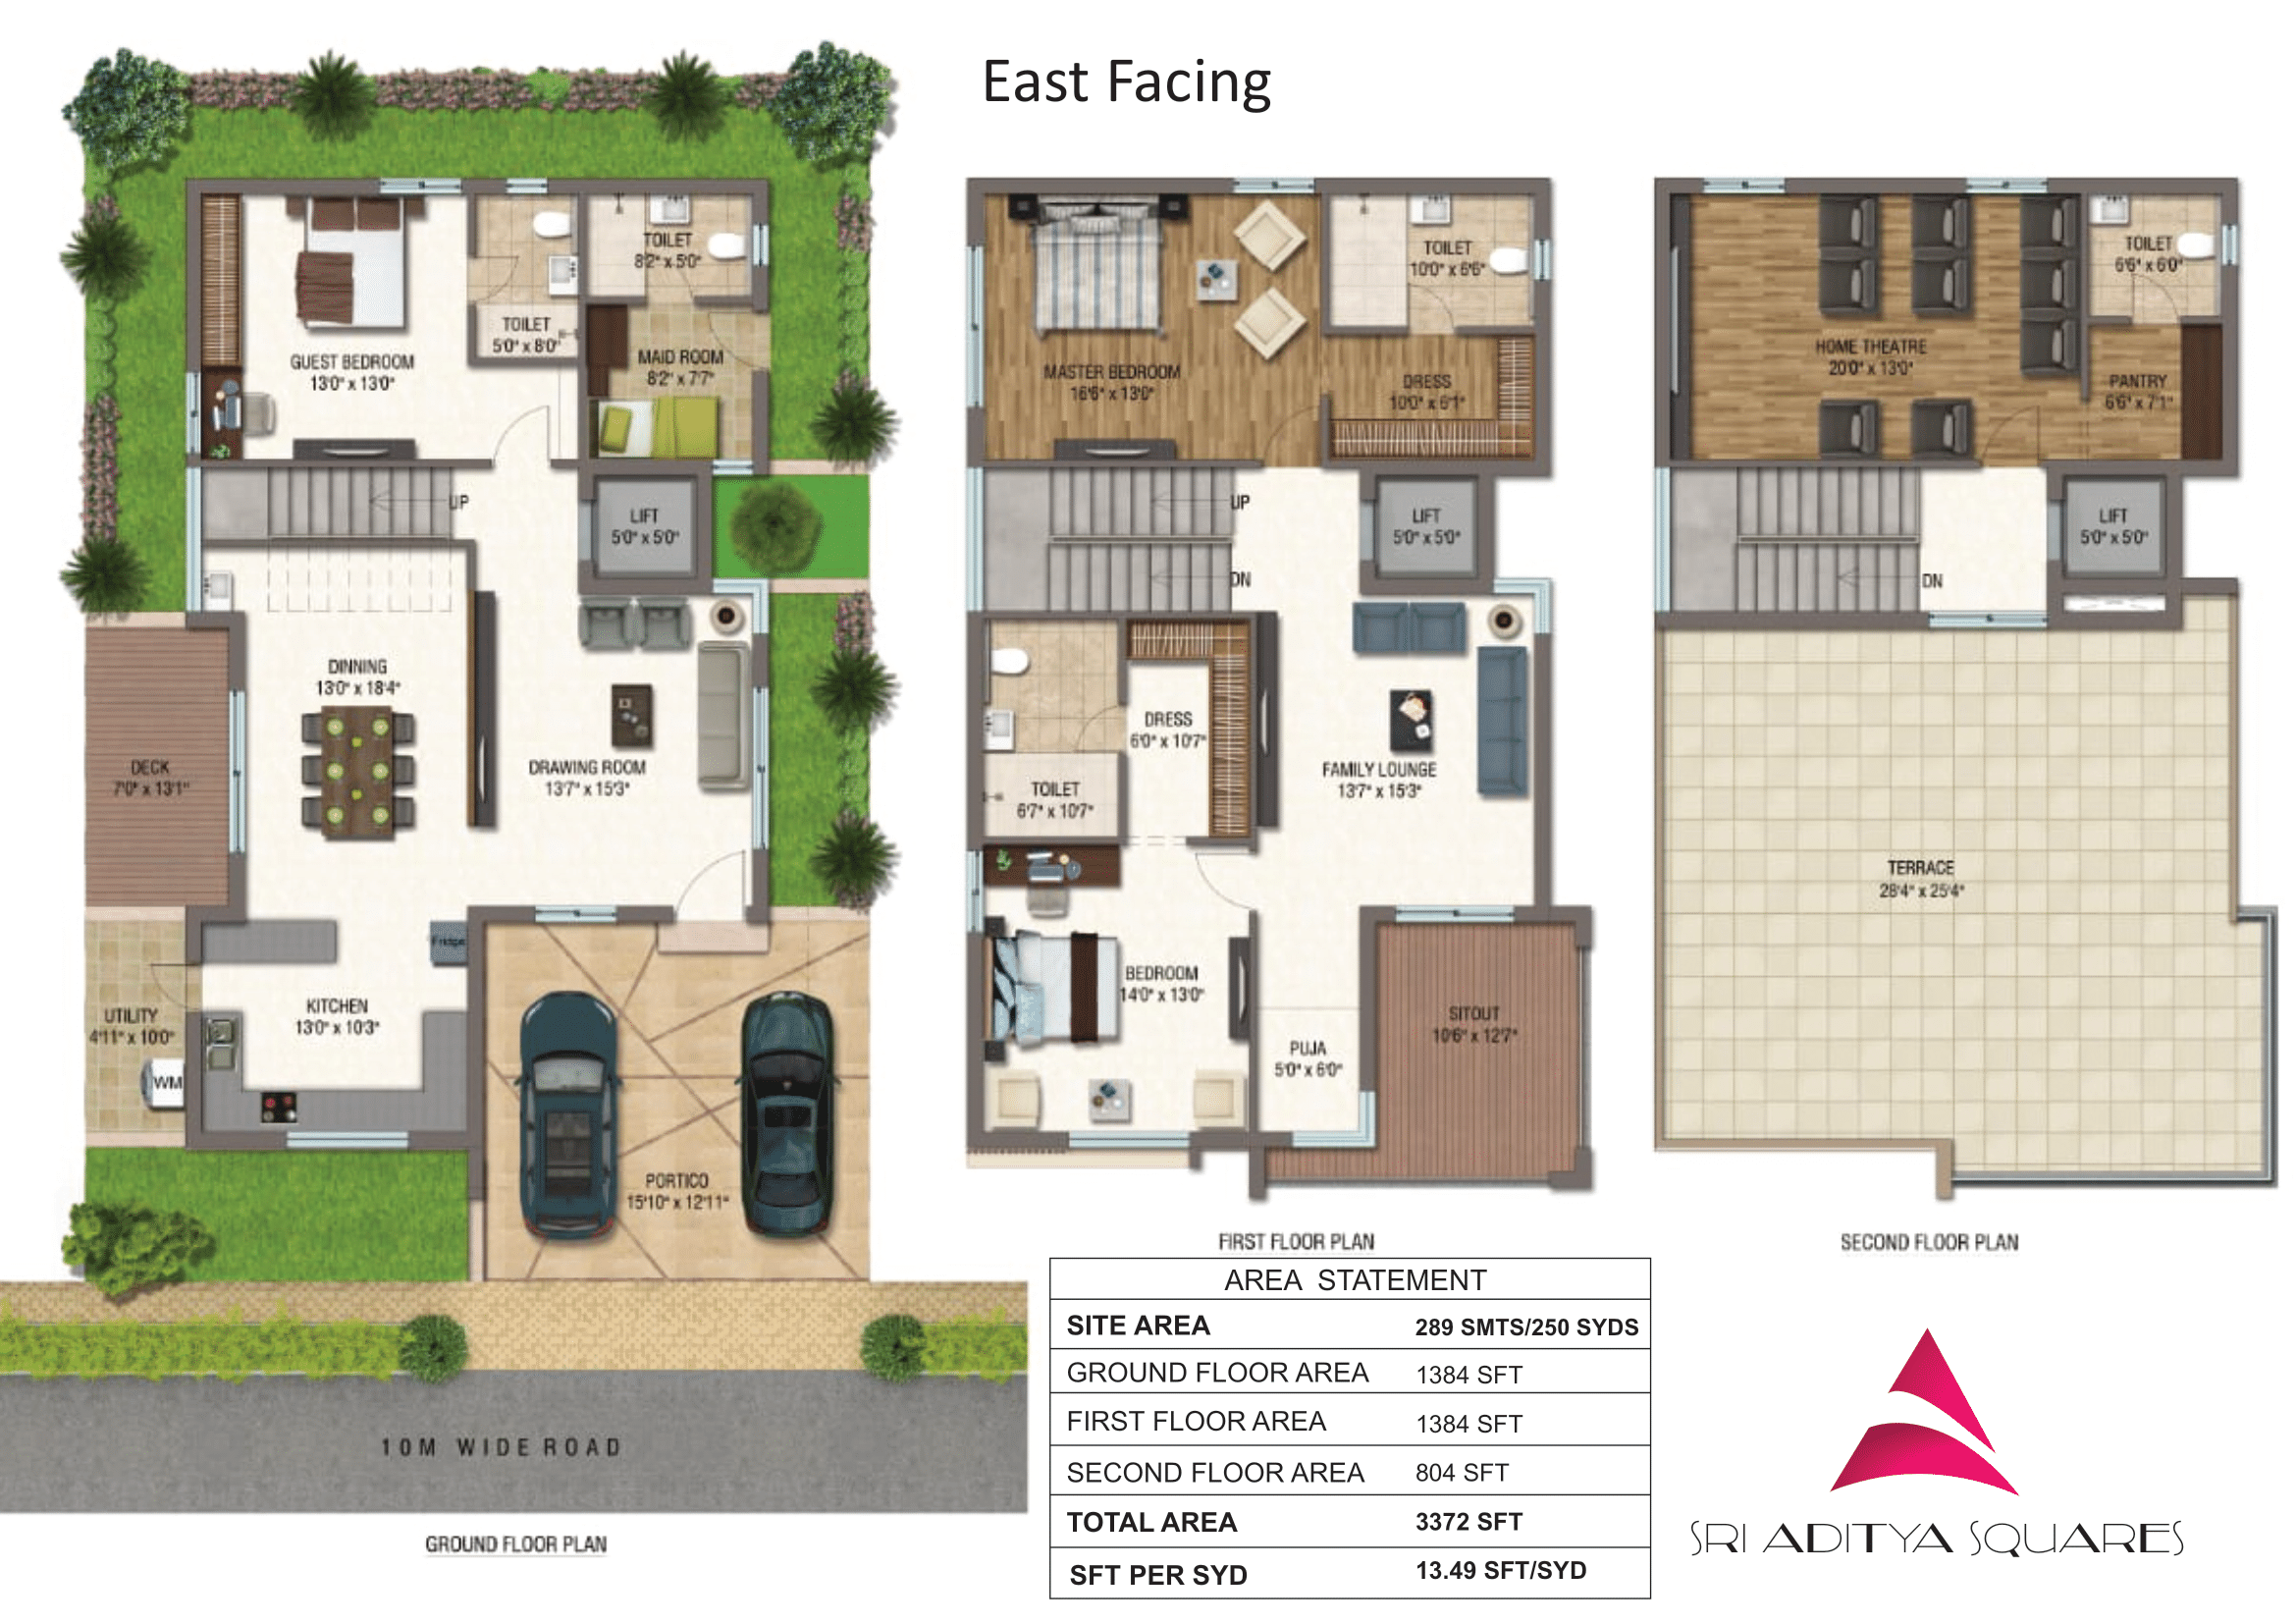 East Facing
TOILET
8'2" x 5'0"
TOILET
5'0" x 8'0"
GUEST BEDROOM
13'0" x 13'0"
MAID ROOM
8'2" x 7'7"
UP
LIFT
5'0" x 5'0"
DINNING
13'0" x 18'4"
DECK
7'0" x 13'1"
DRAWING ROOM
13'7" x 15'3"
Fridge
KITCHEN
13'0" x 10'3"
UTILITY
4'11" x 10'0"
WM
PORTICO
15'10" x 12'11"
10M WIDE ROAD
GROUND FLOOR PLAN
TOILET
10'0" x 6'6"
MASTER BEDROOM
16'6" x 13'0"
DRESS
10'0" x 6'1"
UP
LIFT
5'0" x 5'0"
DN
DRESS
6'0" x 10'7"
TOILET
6'7" x 10'7"
FAMILY LOUNGE
13'7" x 15'3"
BEDROOM
14'0" x 13'0"
SITOUT
10'6" x 12'7"
PUJA
5'0" x 6'0"
FIRST FLOOR PLAN
TOILET
6'6" x 6'0"
HOME THEATRE
20'0" x 13'0"
PANTRY
6'6" x 7'1"
LIFT
5'0" x 5'0"
DN
TERRACE
28'4" x 25'4"
SECOND FLOOR PLAN
AREA STATEMENT
SITE AREA 289 SMTS/250 SYDS
GROUND FLOOR AREA 1384 SFT
FIRST FLOOR AREA 1384 SFT
SECOND FLOOR AREA 804 SFT
TOTAL AREA 3372 SFT
SFT PER SYD 13.49 SFT/SYD
SRI ADITYA SQUARES